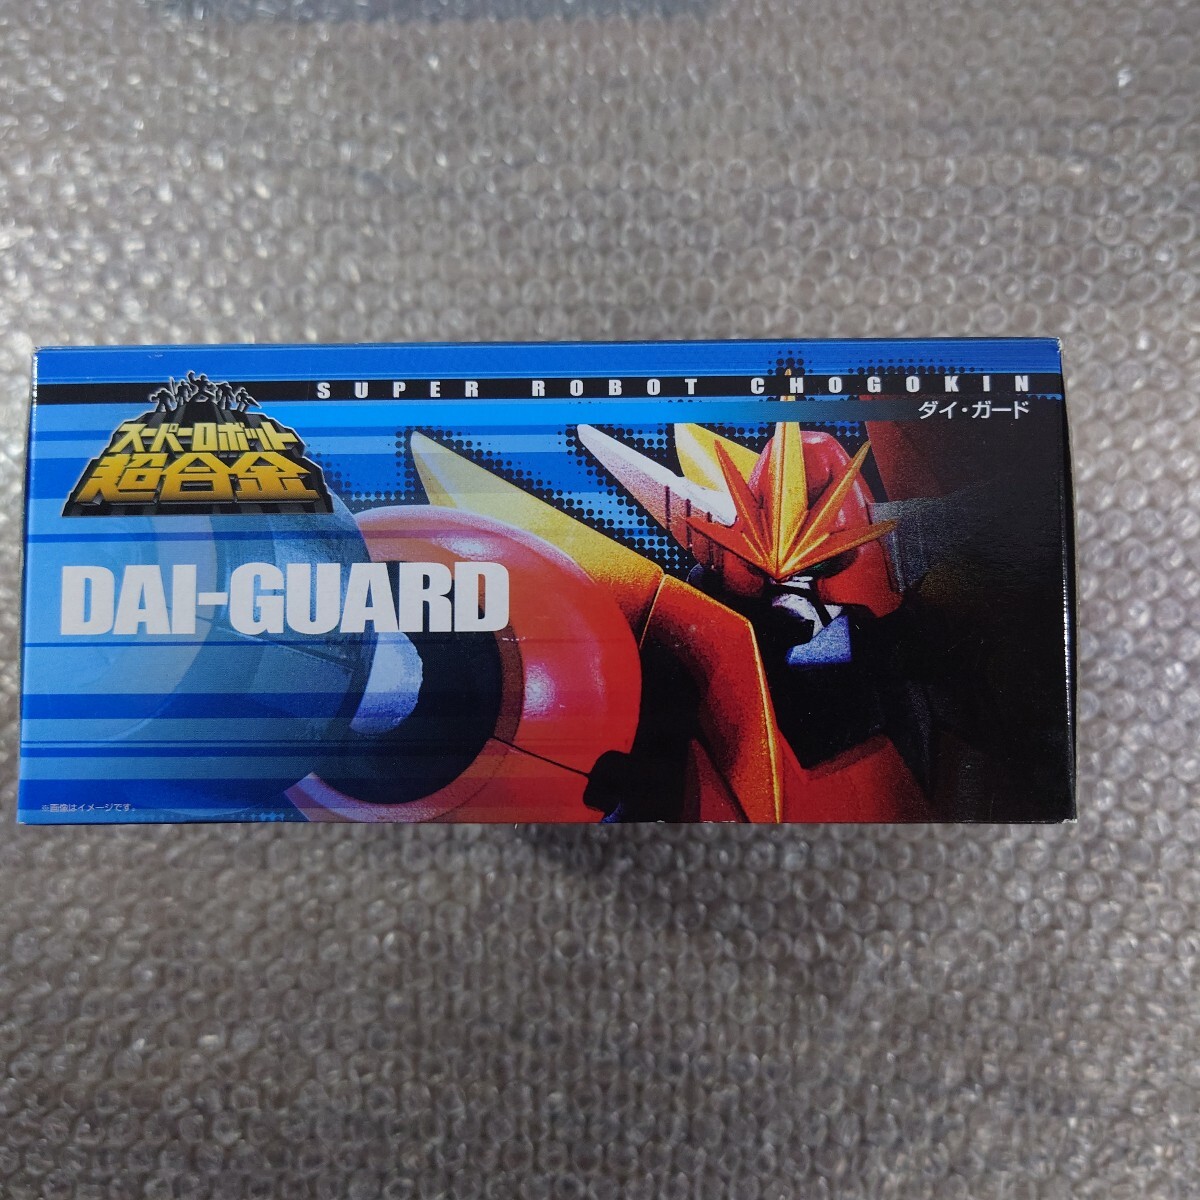 SUPER ROBOT CHOGOKIN
ダイ・ガード
スーパーロボット
超合金
DAI-GUARD
※画像はイメージです。